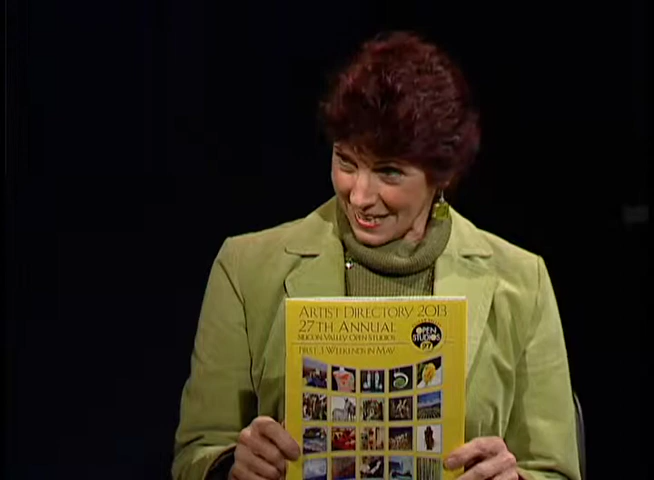 ARTIST DIRECTORY 2013
27TH ANNUAL
SILICON VALLEY OPEN STUDIOS
OPEN
STUDIOS
FIRST 3 WEEKENDS IN MAY